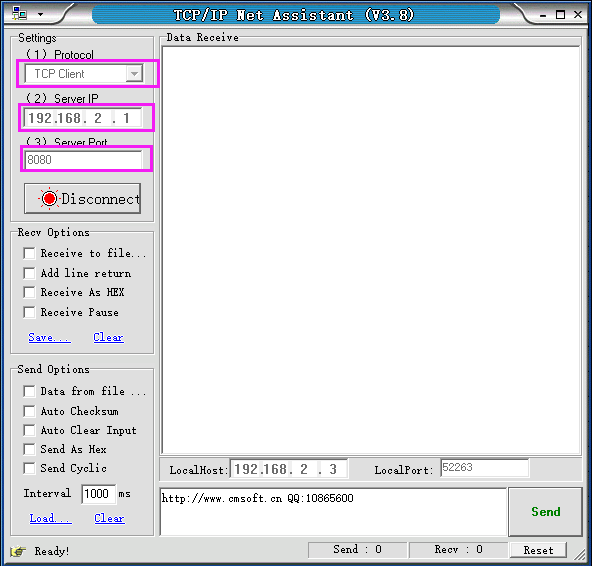 TCP/IP Net Assistant (V3.8)
Settings
(1) Protocol
TCP Client
(2) Server IP
192.168. 2 . 1
(3) Server Port
8080
Disconnect
Recv Options
Receive to file...
Add line return
Receive As HEX
Receive Pause
Save... Clear
Send Options
Data from file ...
Auto Checksum
Auto Clear Input
Send As Hex
Send Cyclic
Interval 1000 ms
Load... Clear
Data Receive
LocalHost: 192.168. 2 . 3 LocalPort: 52263
http://www.cmsoft.cn QQ:10865600
Send
Ready!
Send : 0 Recv : 0 Reset